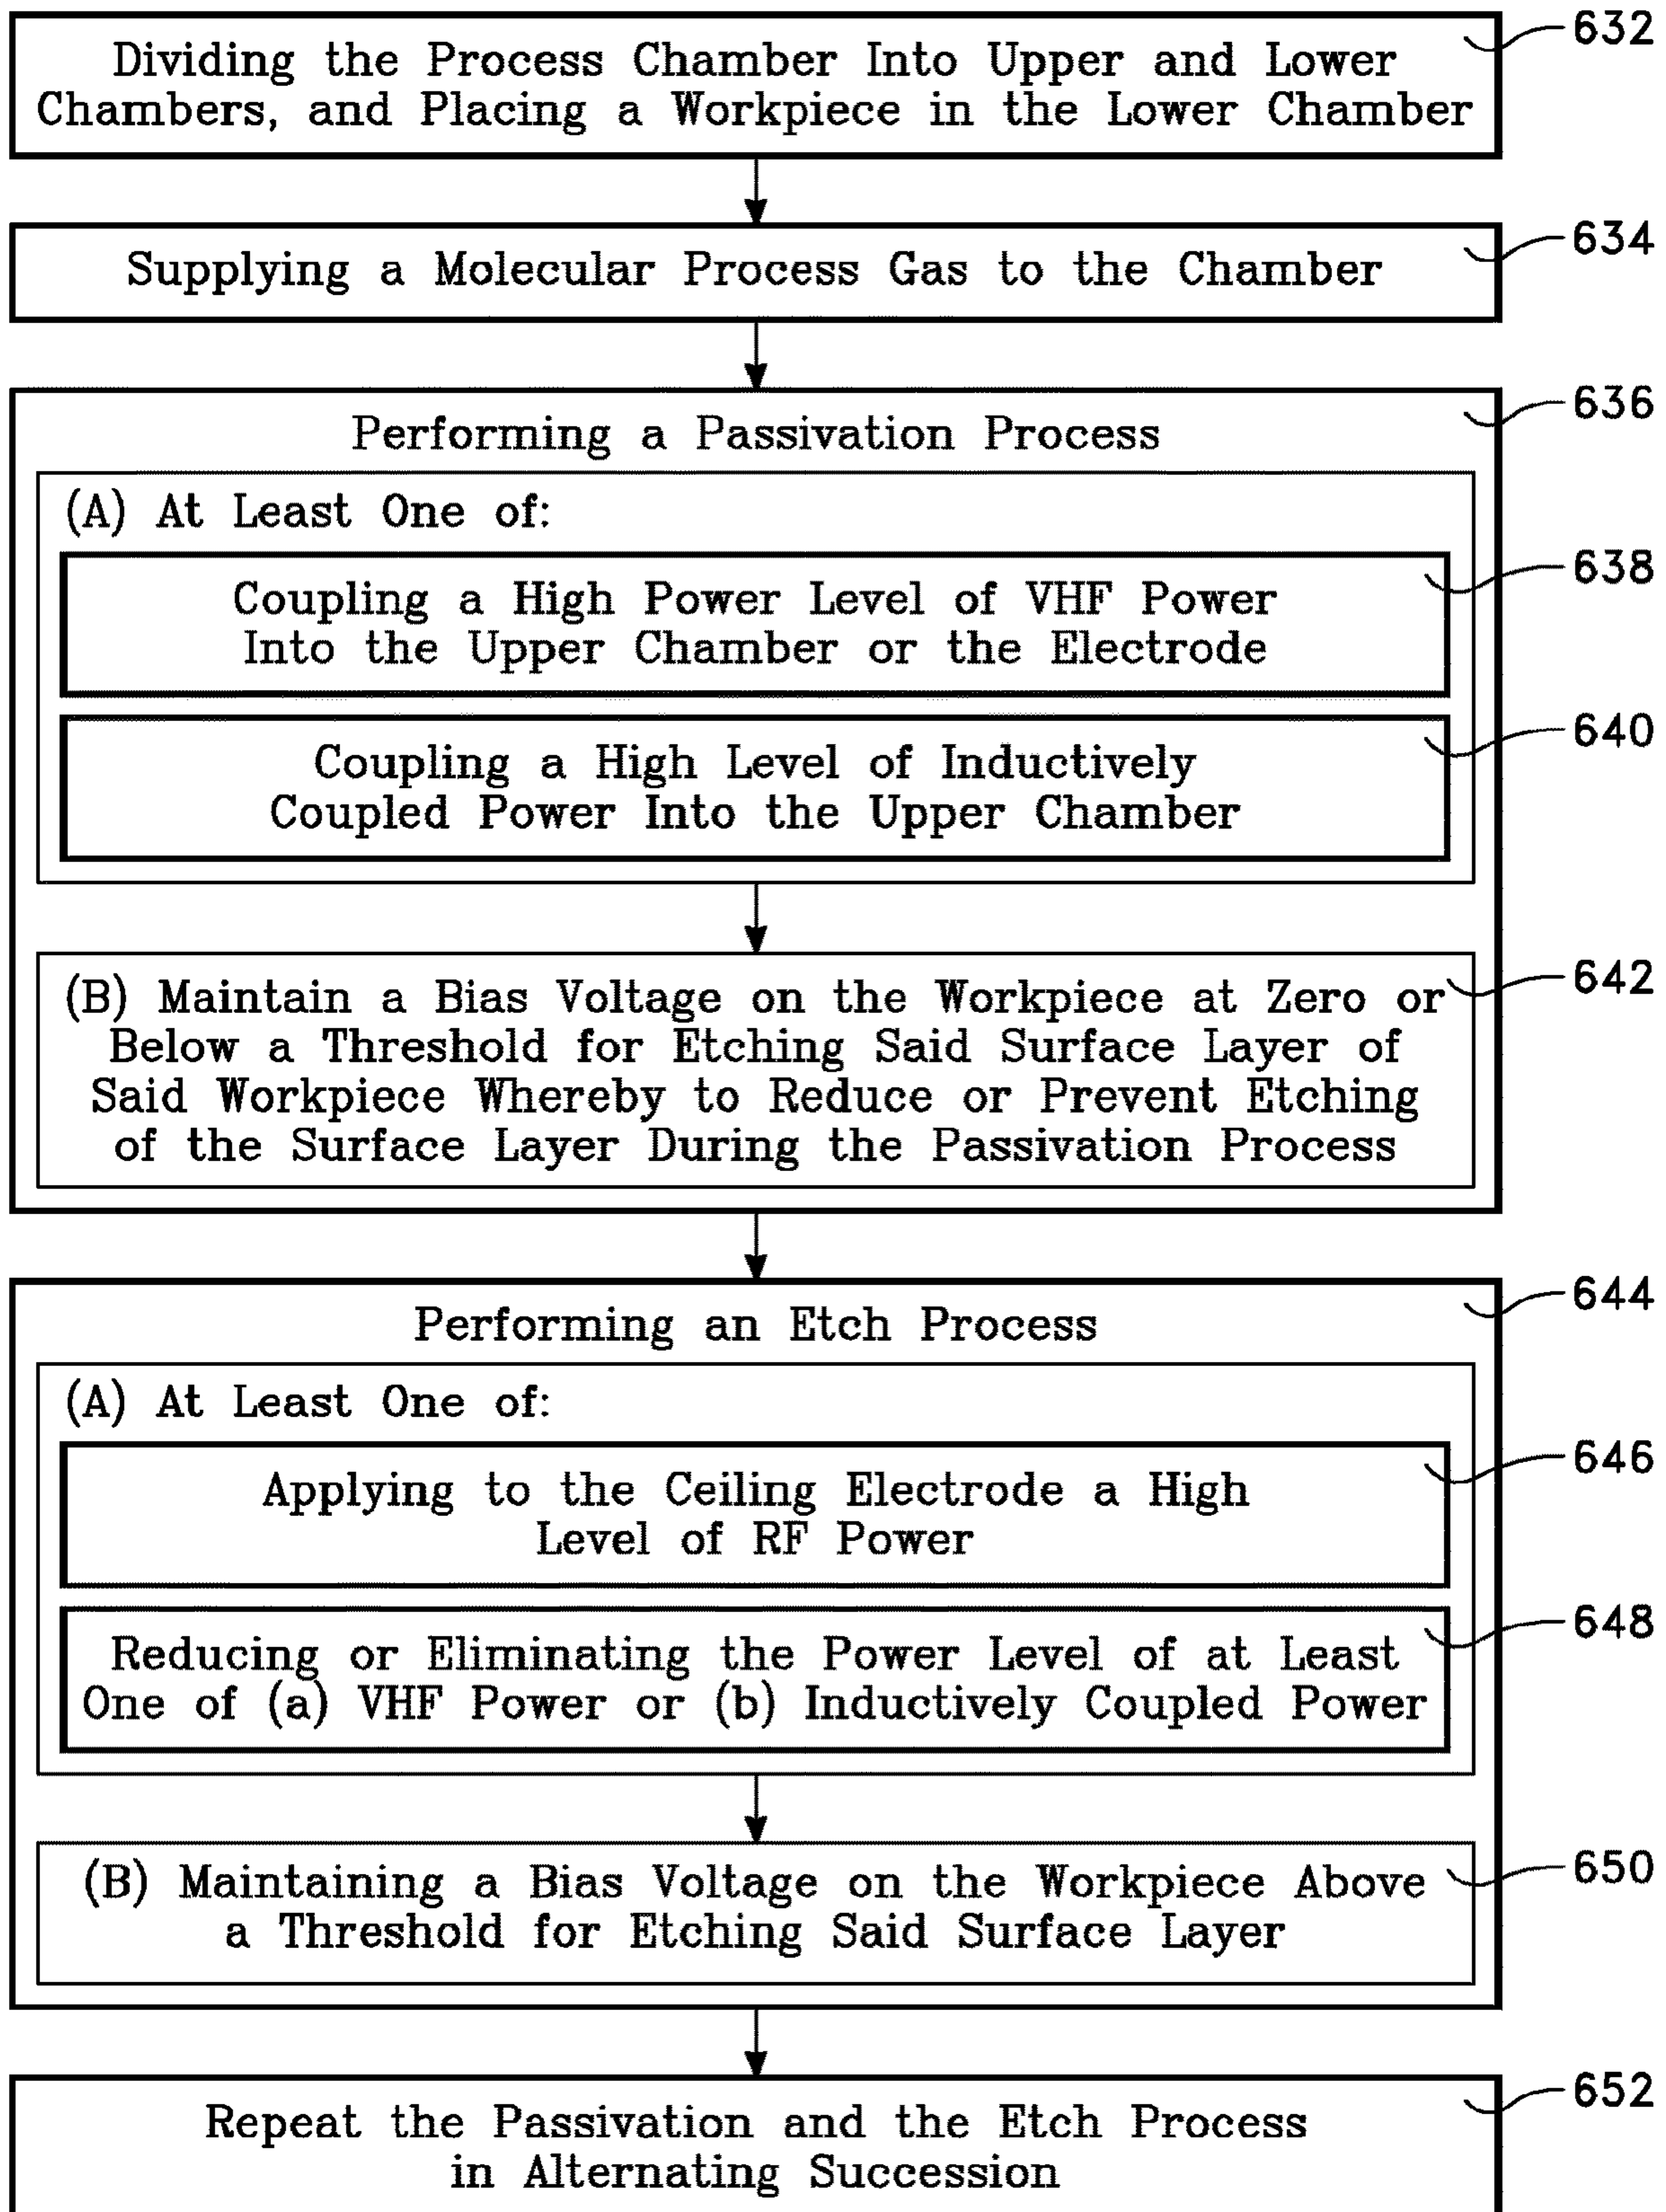 632
Dividing the Process Chamber Into Upper and Lower
Chambers, and Placing a Workpiece in the Lower Chamber
634
Supplying a Molecular Process Gas to the Chamber
636
Performing a Passivation Process
(A) At Least One of:
638
Coupling a High Power Level of VHF Power
Into the Upper Chamber or the Electrode
640
Coupling a High Level of Inductively
Coupled Power Into the Upper Chamber
642
(B) Maintain a Bias Voltage on the Workpiece at Zero or
Below a Threshold for Etching Said Surface Layer of
Said Workpiece Whereby to Reduce or Prevent Etching
of the Surface Layer During the Passivation Process
644
Performing an Etch Process
(A) At Least One of:
646
Applying to the Ceiling Electrode a High
Level of RF Power
648
Reducing or Eliminating the Power Level of at Least
One of (a) VHF Power or (b) Inductively Coupled Power
650
(B) Maintaining a Bias Voltage on the Workpiece Above
a Threshold for Etching Said Surface Layer
652
Repeat the Passivation and the Etch Process
in Alternating Succession